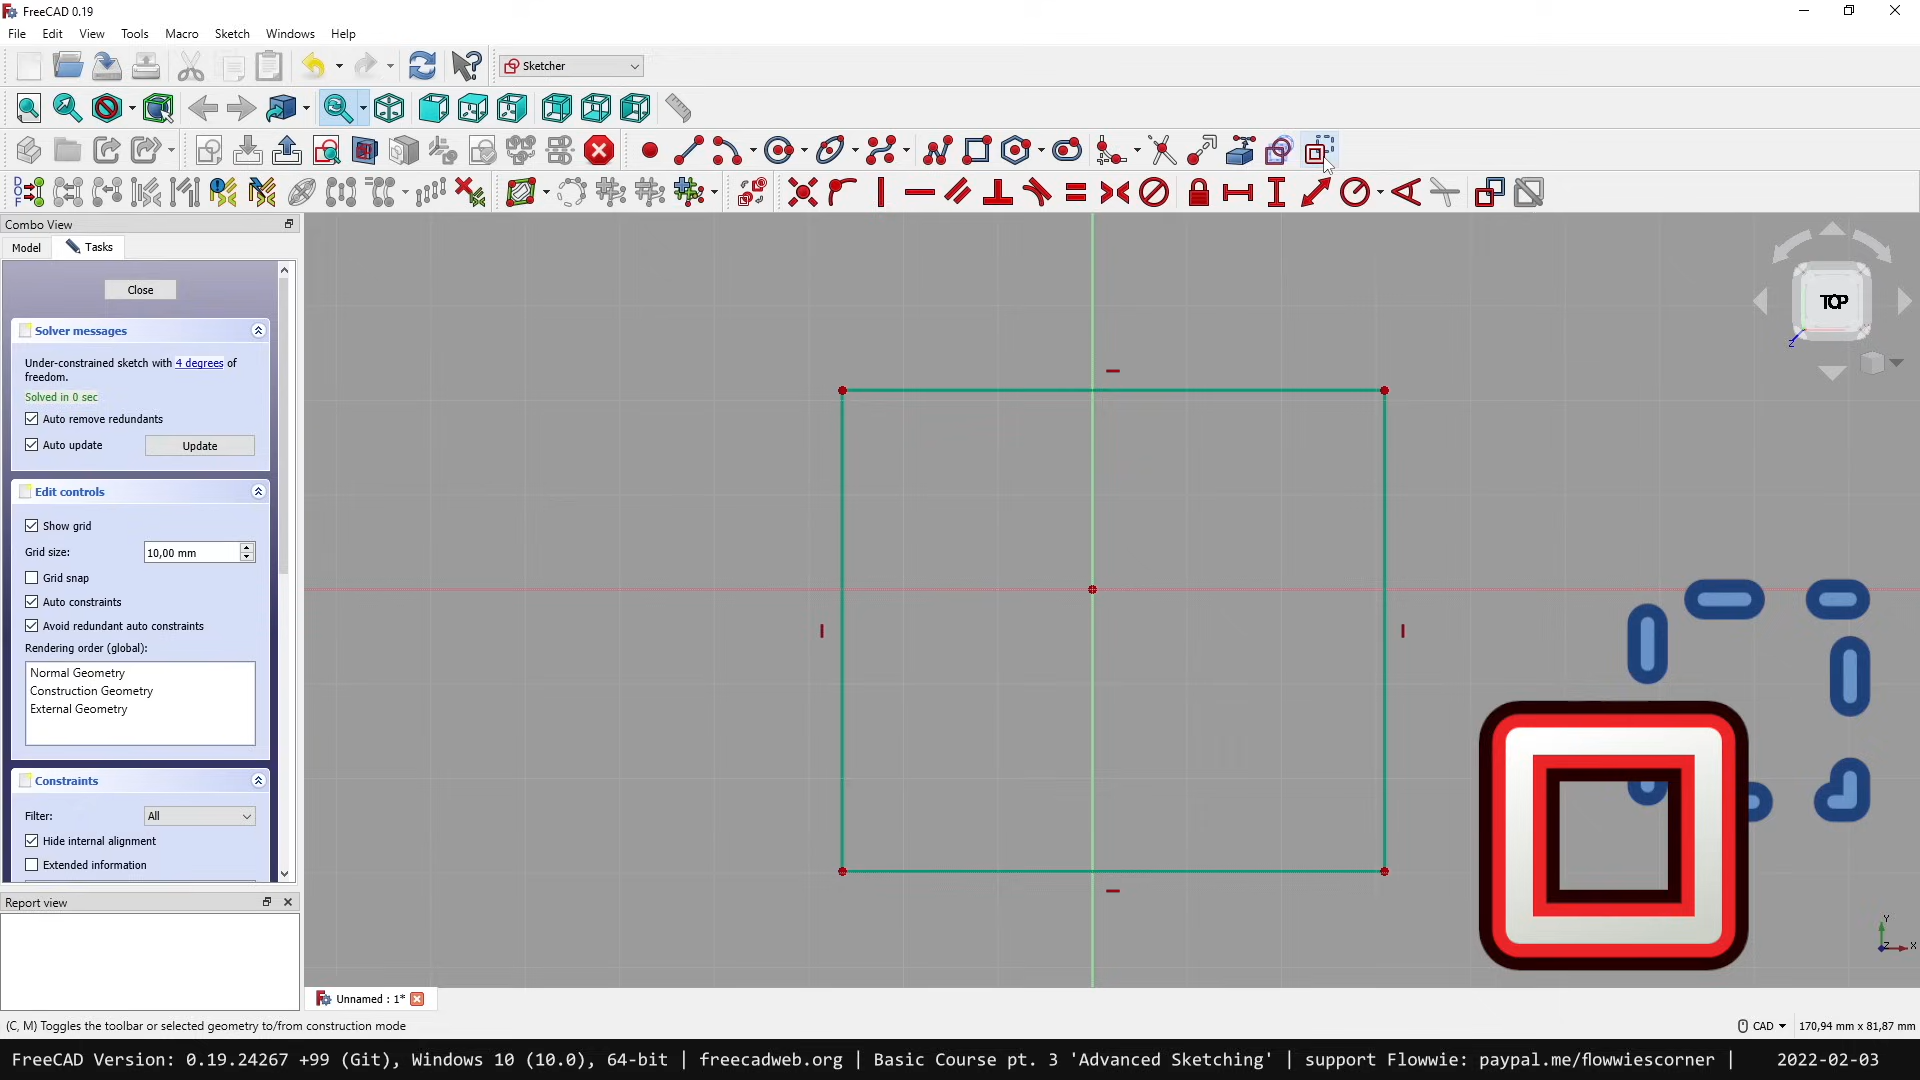 FreeCAD 0.19
File Edit View Tools Macro Sketch Windows Help
Sketcher
DOF
Combo View
Model Tasks
Close
Solver messages
Under-constrained sketch with 4 degrees of
freedom.
Solved in 0 sec
Auto remove redundants
Auto update Update
Edit controls
Show grid
Grid size: 10,00 mm
Grid snap
Auto constraints
Avoid redundant auto constraints
Rendering order (global):
Normal Geometry
Construction Geometry
External Geometry
Constraints
Filter: All
Hide internal alignment
Extended information
Report view
TOP
Z
Y
Z X
Unnamed : 1*
(C, M) Toggles the toolbar or selected geometry to/from construction mode
CAD 170,94 mm x 81,87 mm
FreeCAD Version: 0.19.24267 +99 (Git), Windows 10 (10.0), 64-bit | freecadweb.org | Basic Course pt. 3 'Advanced Sketching' | support Flowwie: paypal.me/flowwiescorner | 2022-02-03